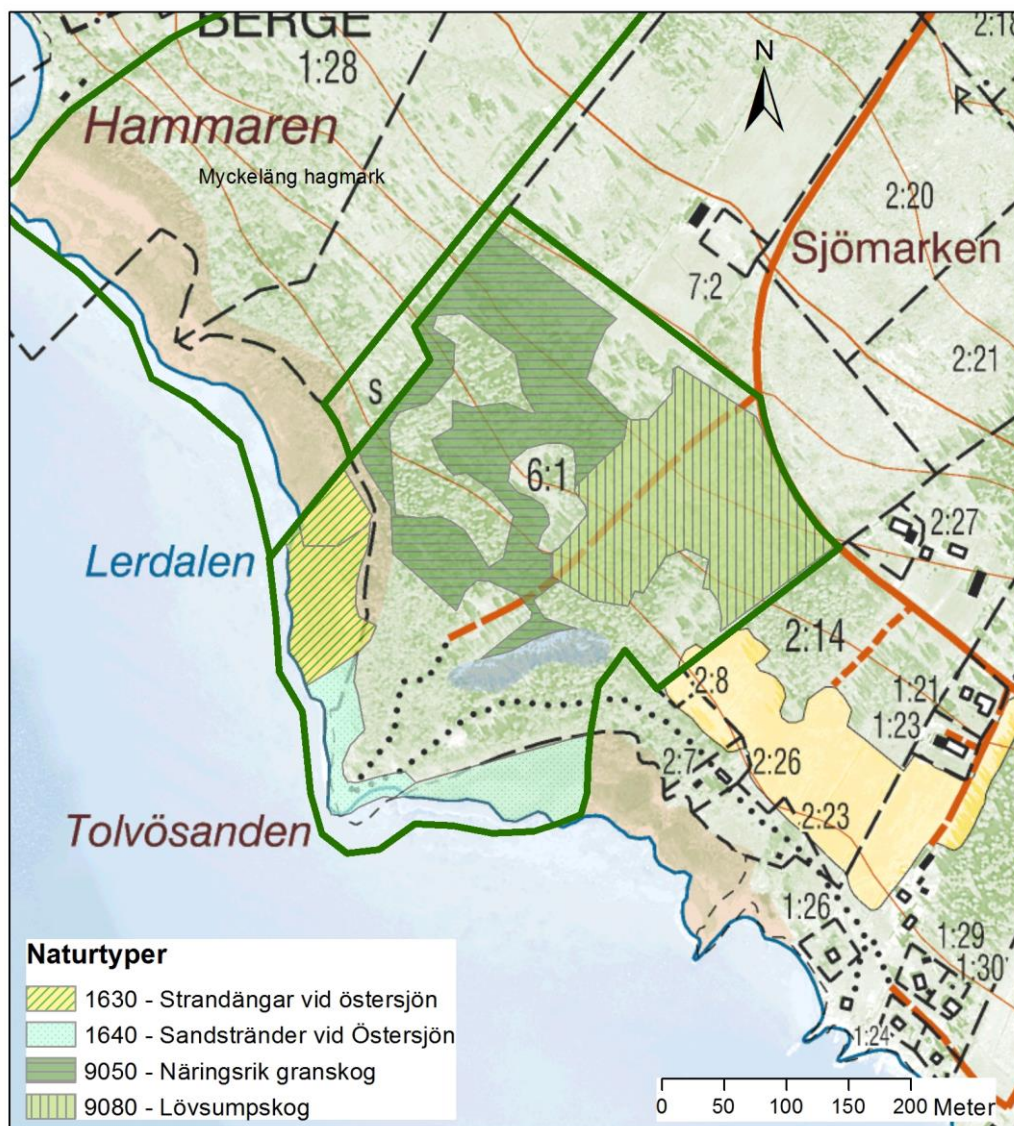 BERGE
1:28
2:18
N
R
Hammaren
Myckeläng hagmark
2:20
Sjömarken
7:2
2:21
S
6:1
2:27
Lerdalen
2:14
2:8
1:21
1:23
2:7
2:26
2:23
Tolvösanden
1:26
1:29
1:30
1:19
1:24
Naturtyper
1630 - Strandängar vid östersjön
1640 - Sandstränder vid Östersjön
9050 - Näringsrik granskog
9080 - Lövsumpskog
0 50 100 150 200 Meter